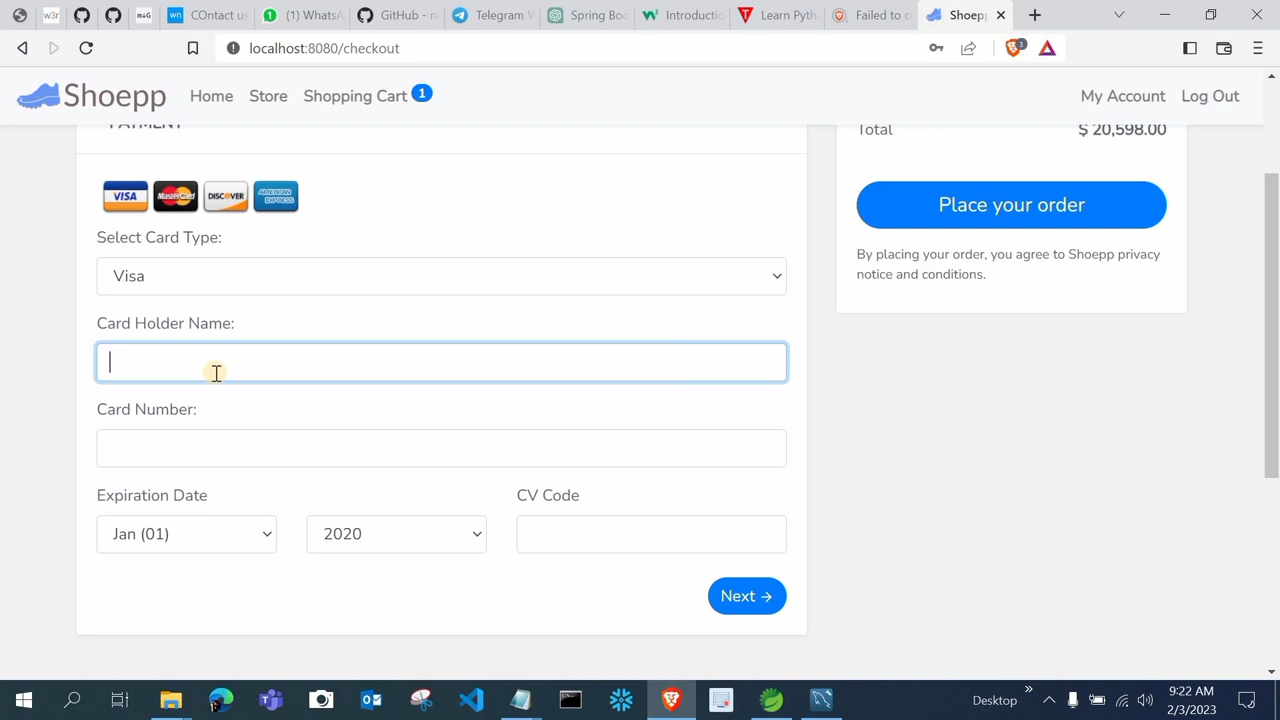 w3r
m+G
COntact us
(1) WhatsA
GitHub - n
Telegram W
Spring Boo
Introductio
Learn Pyth
Failed to o
Shoepp
localhost:8080/checkout
3
Shoepp
Home
Store
Shopping Cart
1
My Account
Log Out
PAYMENT
Total
$ 20,598.00
VISA
MasterCard
DISCOVER
AMERICAN EXPRESS
Place your order
By placing your order, you agree to Shoepp privacy
notice and conditions.
Select Card Type:
Visa
Card Holder Name:
Card Number:
Expiration Date
CV Code
Jan (01)
2020
Next →
Desktop
9:22 AM
2/3/2023